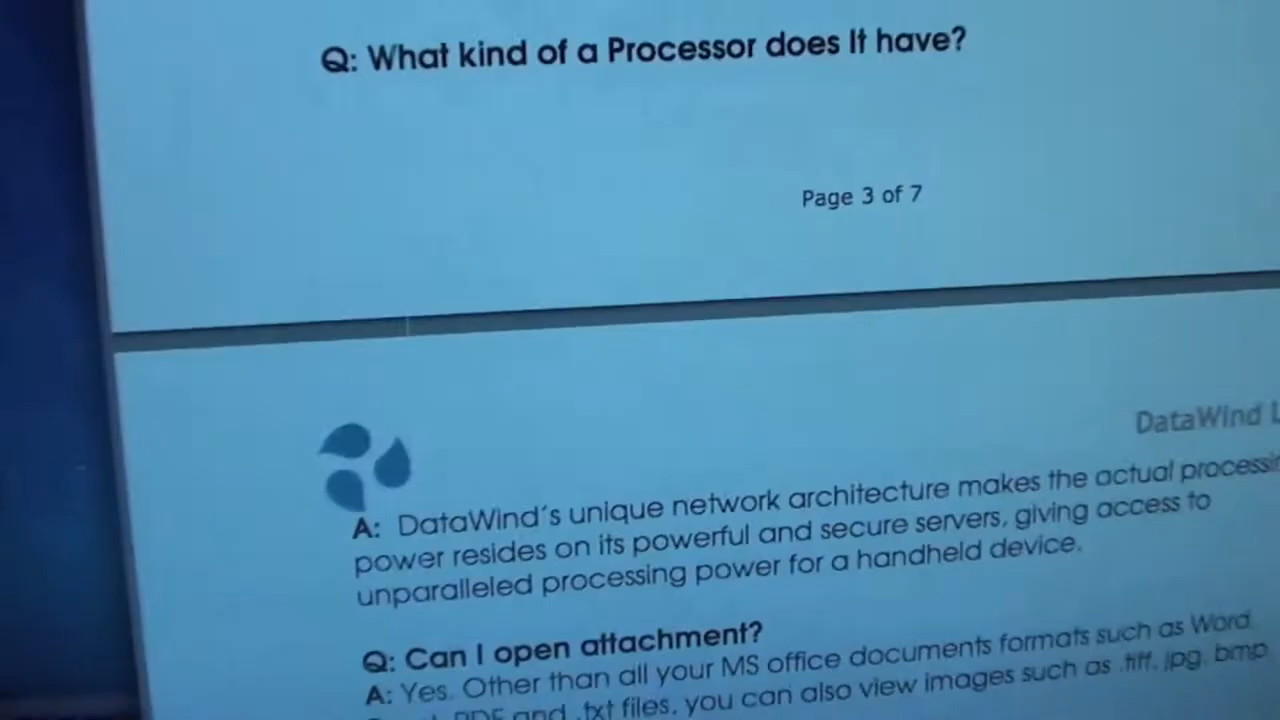 Q: What kind of a Processor does It have?
Page 3 of 7
DataWind
A: DataWind's unique network architecture makes the actual
power resides on its powerful and secure servers, giving access to
unparalleled processing power for a handheld device.
Q: Can I open attachment?
A: Yes. Other than all your MS office documents formats such as Word,
PDF and .txt files, you can also view images such as .tiff, jpg, bmp